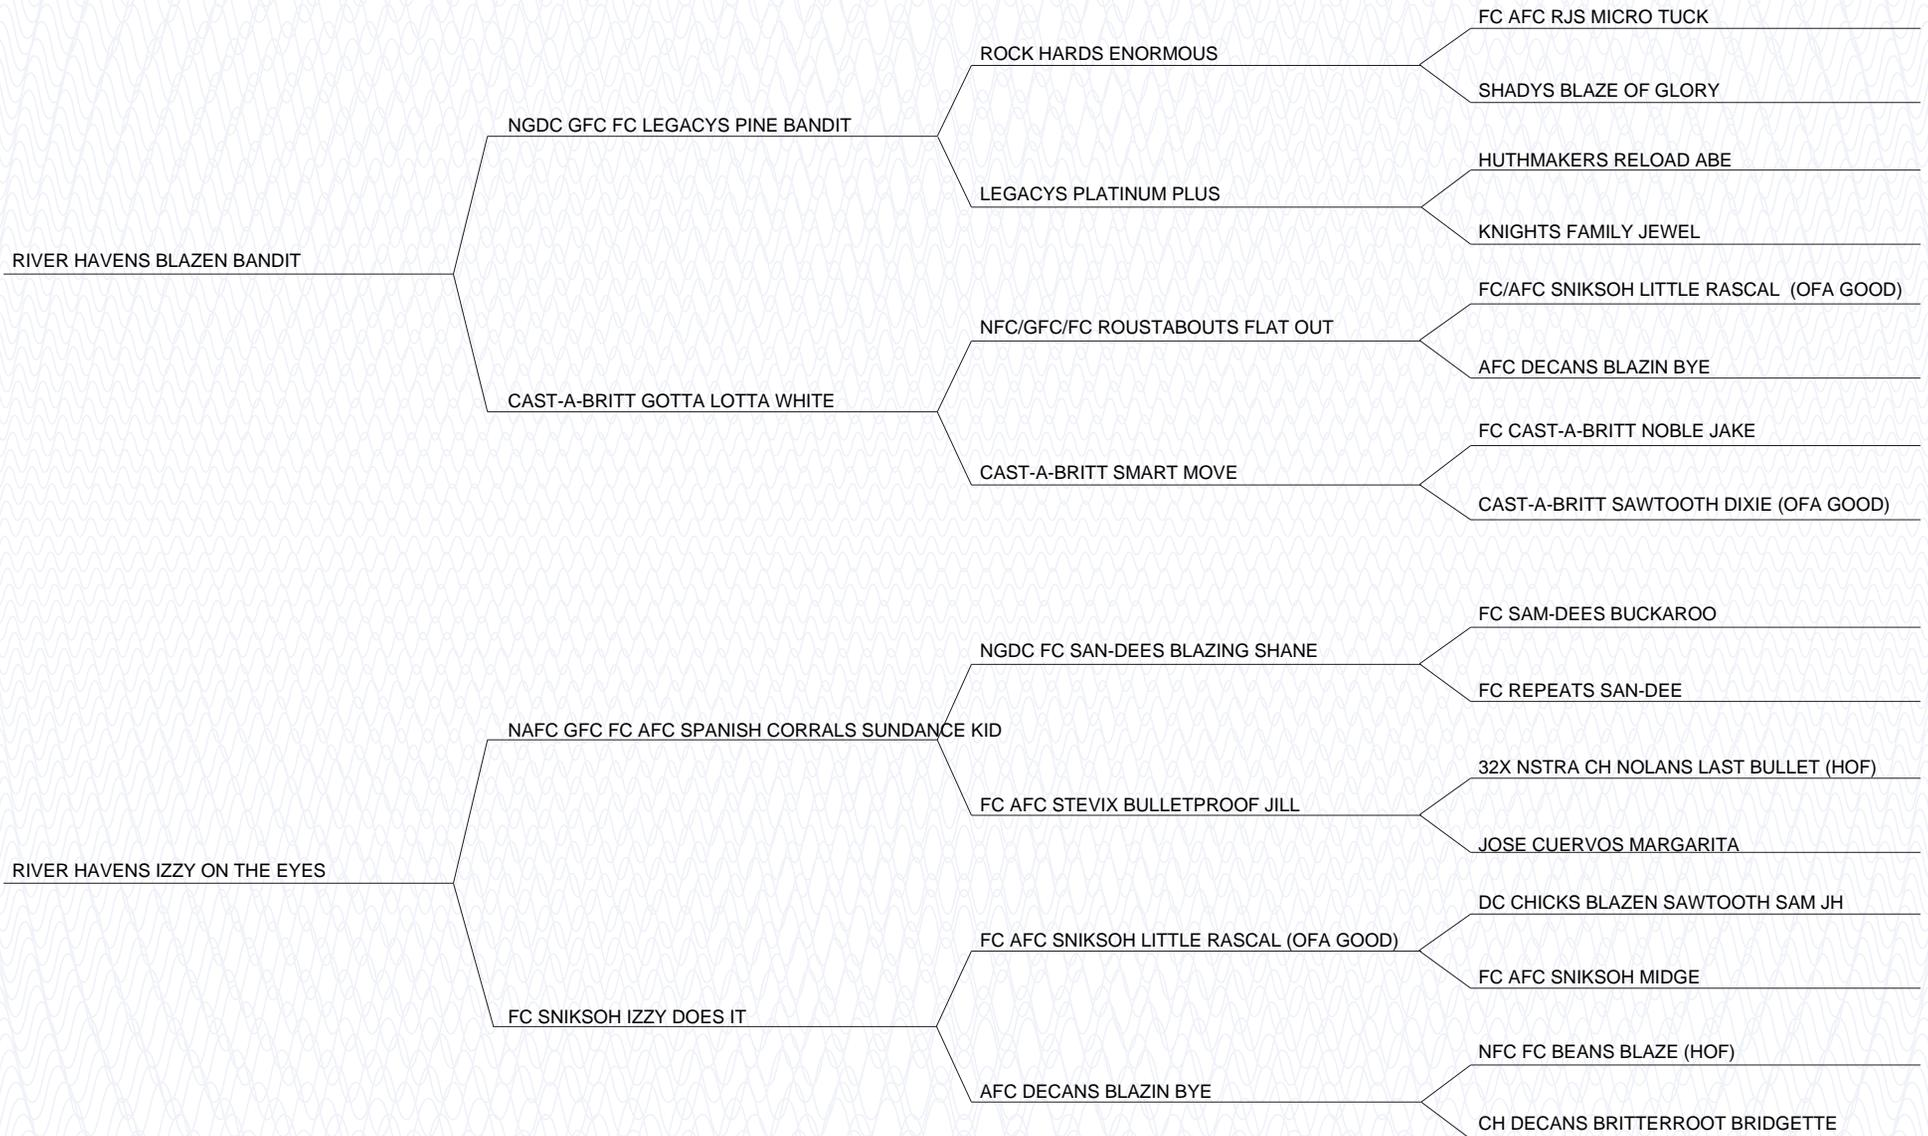 FC AFC RJS MICRO TUCK
ROCK HARDS ENORMOUS
SHADYS BLAZE OF GLORY
NGDC GFC FC LEGACYS PINE BANDIT
HUTHMAKERS RELOAD ABE
LEGACYS PLATINUM PLUS
KNIGHTS FAMILY JEWEL
RIVER HAVENS BLAZEN BANDIT
FC/AFC SNIKSOH LITTLE RASCAL  (OFA GOOD)
NFC/GFC/FC ROUSTABOUTS FLAT OUT
AFC DECANS BLAZIN BYE
CAST-A-BRITT GOTTA LOTTA WHITE
FC CAST-A-BRITT NOBLE JAKE
CAST-A-BRITT SMART MOVE
CAST-A-BRITT SAWTOOTH DIXIE (OFA GOOD)
FC SAM-DEES BUCKAROO
NGDC FC SAN-DEES BLAZING SHANE
FC REPEATS SAN-DEE
NAFC GFC FC AFC SPANISH CORRALS SUNDANCE KID
32X NSTRA CH NOLANS LAST BULLET (HOF)
FC AFC STEVIX BULLETPROOF JILL
JOSE CUERVOS MARGARITA
RIVER HAVENS IZZY ON THE EYES
DC CHICKS BLAZEN SAWTOOTH SAM JH
FC AFC SNIKSOH LITTLE RASCAL (OFA GOOD)
FC AFC SNIKSOH MIDGE
FC SNIKSOH IZZY DOES IT
NFC FC BEANS BLAZE (HOF)
AFC DECANS BLAZIN BYE
CH DECANS BRITTERROOT BRIDGETTE